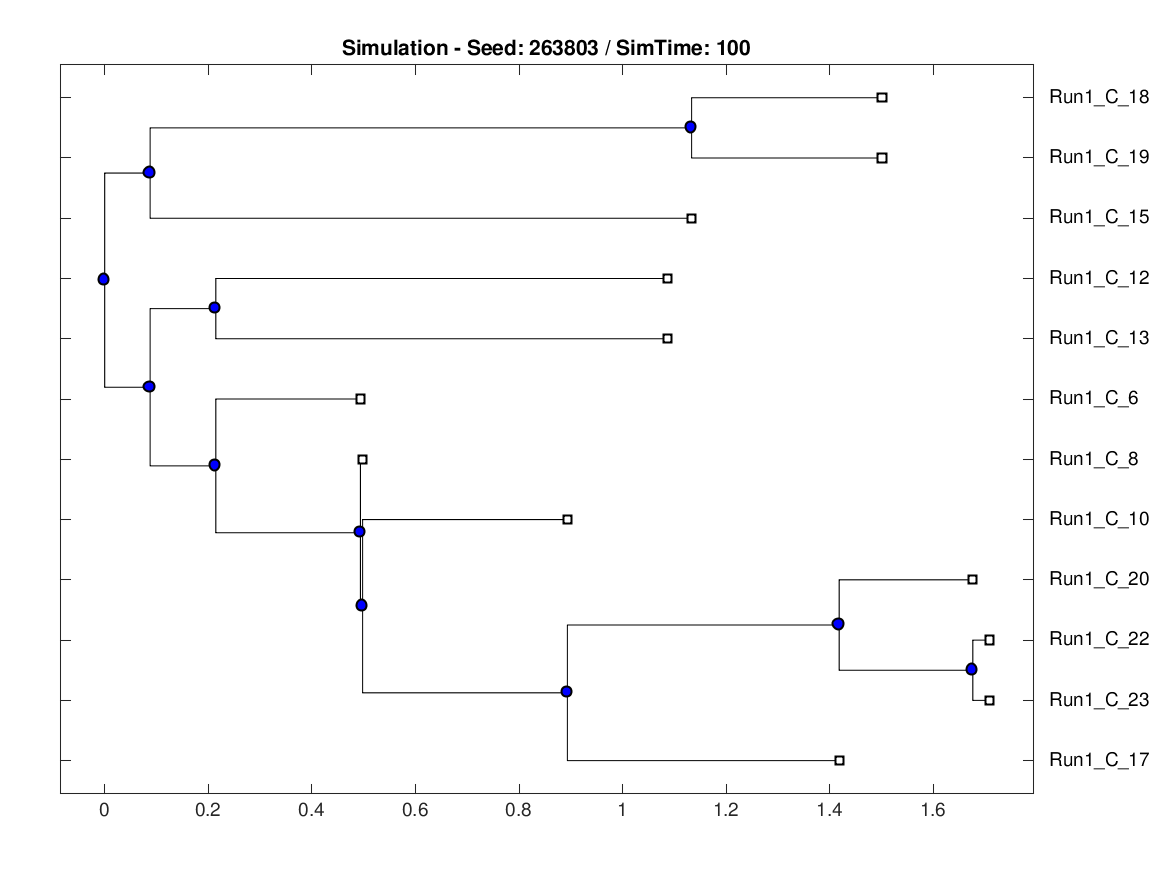 Simulation - Seed: 263803 / SimTime: 100
Run1_C_18
Run1_C_19
Run1_C_15
Run1_C_12
Run1_C_13
Run1_C_6
Run1_C_8
Run1_C_10
Run1_C_20
Run1_C_22
Run1_C_23
Run1_C_17
0 0.2 0.4 0.6 0.8 1 1.2 1.4 1.6